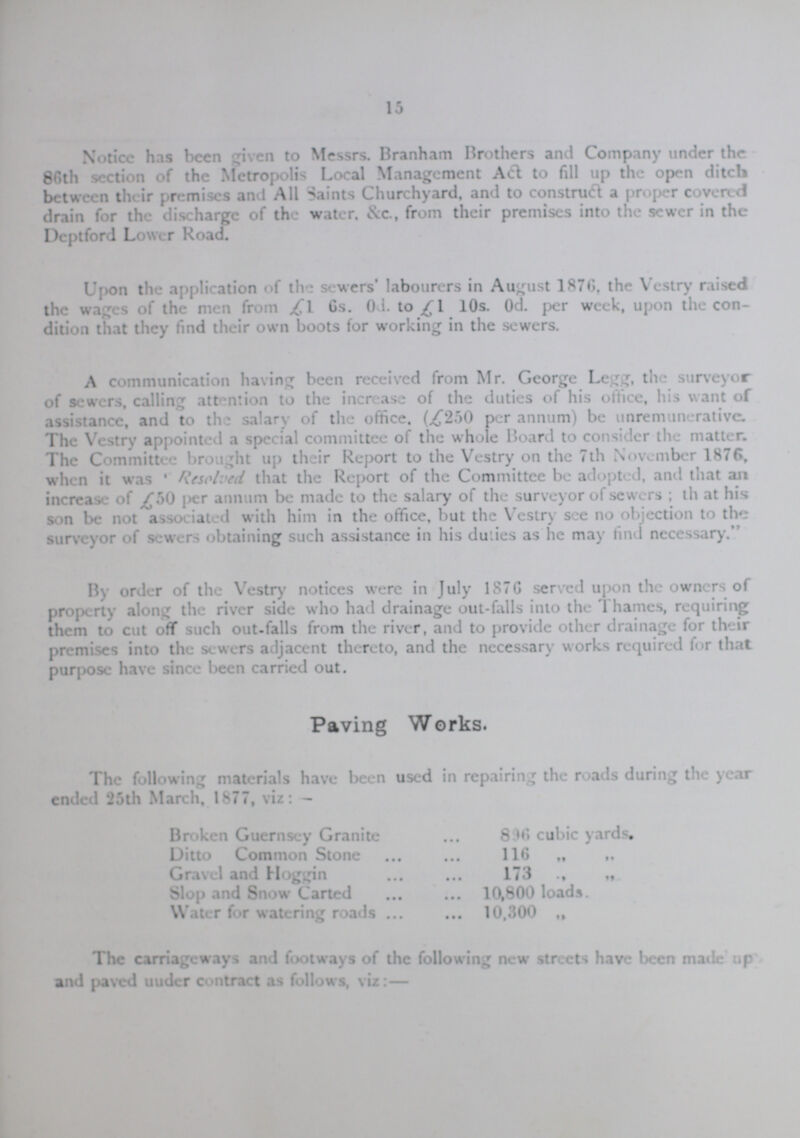 15
Notice has been given to Messrs. Branham Brothers and Company under the
86th section of the Metropolis Local Management Act to fill up the open ditch
between their premises and All Saints Churchyard, and to construct a proper covered
drain for the discharge of the water, &c., from their premises into the sewer in the
Deptford Lower Road.
Upon the application of the sewers' labourers in August 1876, the Vestry raised
the wages of the men from £1 6s. 0d. to £1 10s. 0d. per week, upon the con-
dition that they find their own boots for working in the sewers.
A communication having been received from Mr. George Legg, the surveyor
of sewers, calling attention to the increase of the duties of his office, his want of
assistance, and to the salary of the office, (£250 per annum) be unremunerative.
The Vestry appointed a special committee of the whole Board to consider the matter.
The Committee brought up their Report to the Vestry on the 7th November 1876,
when it was ' Resolved that the Report of the Committee be adopted, and that an
increase of £50 per annum be made to the salary of the surveyor of sewers ; th at his
son be not associated with him in the office, but the Vestry see no objection to the
surveyor of sewers obtaining such assistance in his duties as he may find necessary."
By order of the Vestry notices were in July 1876 served upon the owners of
property along the river side who had drainage out-falls into the Thames, requiring
them to cut off such out-falls from the river, and to provide other drainage for their
premises into the sewers adjacent thereto, and the necessary works required for that
purpose have since been carried out.
Paving Works.
The following materials have been used in repairing the roads during the year
ended 25th March, 1877, viz: —
Broken Guernsey Granite ... 896 cubic yards.
Ditto Common Stone ... ... 116 „ „
Gravel and Hoggin ... ... 173 „ „
Slop and Snow Carted ... ... 10,800 loads.
Water for watering roads ... ... 10,300 „
The carriageways and footways of the following new streets have been made up
and paved uuder contract as follows, viz:—